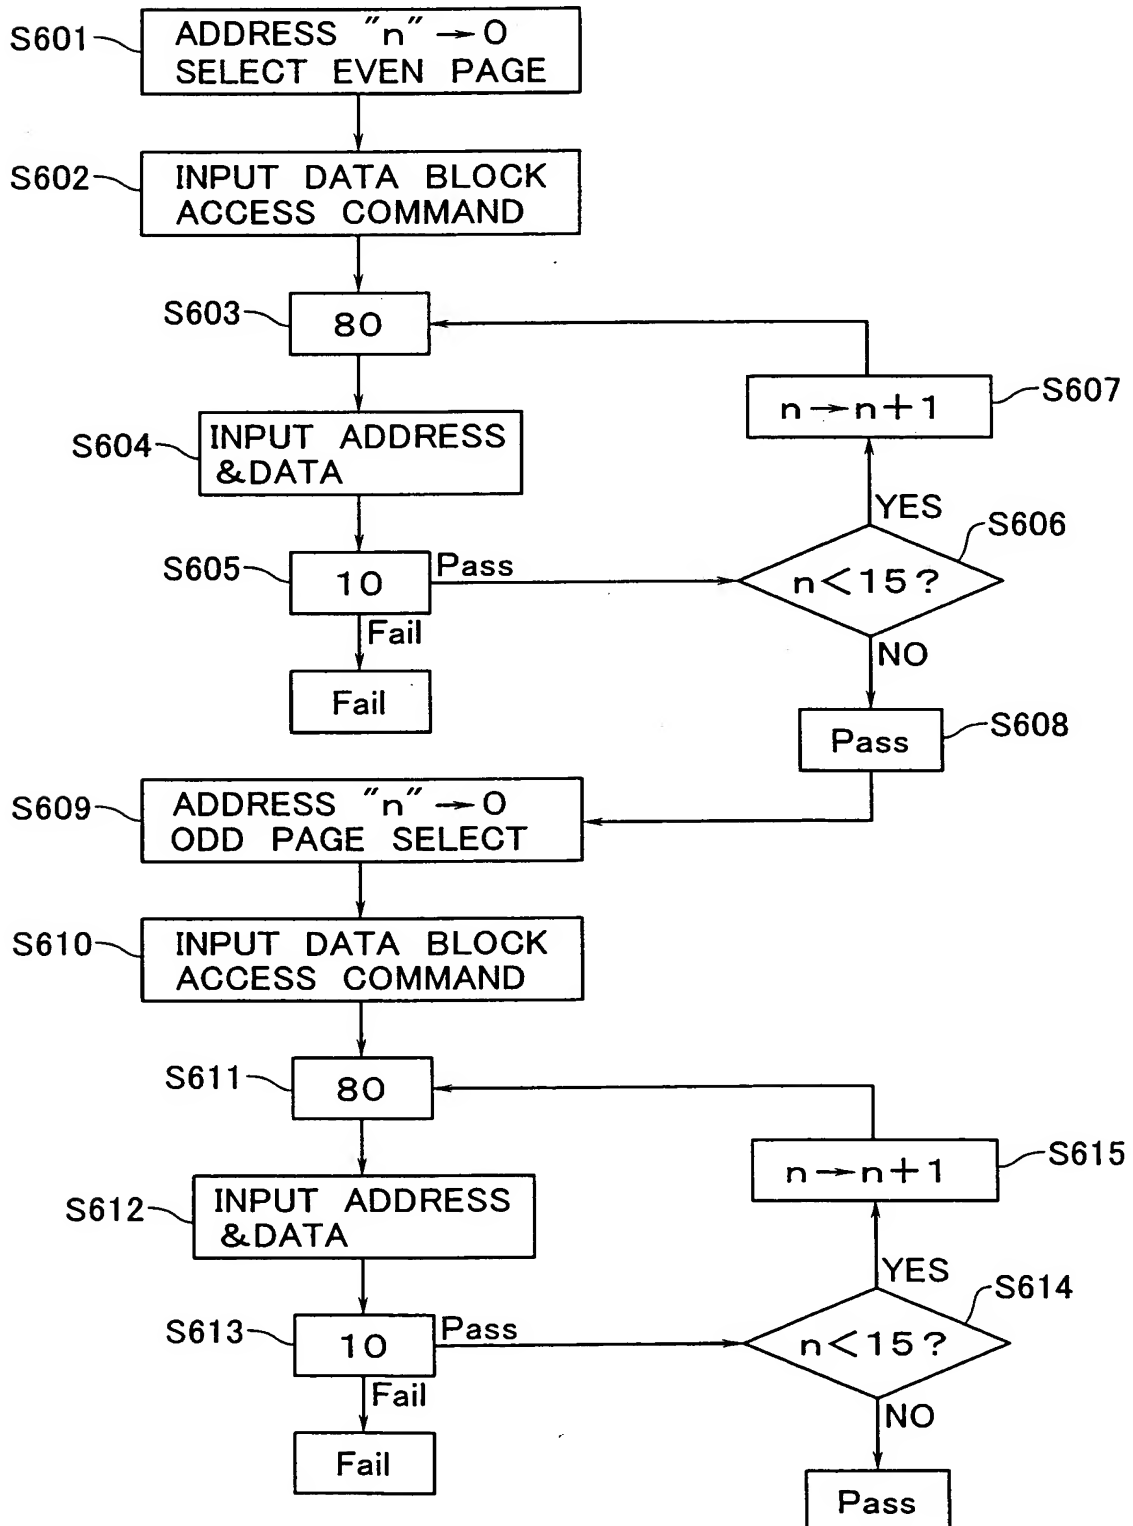 S601
ADDRESS "n" → 0
SELECT EVEN PAGE
S602
INPUT DATA BLOCK
ACCESS COMMAND
S603
80
n → n + 1
S607
S604
INPUT ADDRESS
&DATA
YES
S606
S605
10
Pass
n < 15 ?
Fail
NO
Fail
Pass
S608
S609
ADDRESS "n" → 0
ODD PAGE SELECT
S610
INPUT DATA BLOCK
ACCESS COMMAND
S611
80
n → n + 1
S615
S612
INPUT ADDRESS
&DATA
YES
S614
S613
10
Pass
n < 15 ?
Fail
NO
Fail
Pass